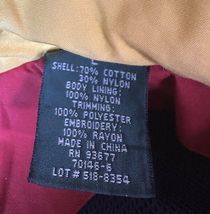 L
SHELL: 70% COTTON
30% NYLON
BODY LINING:
100% NYLON
TRIMMING:
100% POLYESTER
EMBROIDERY:
100% RAYON
MADE IN
CHINA
RN 93677
70146-6
LOT # 518-8354